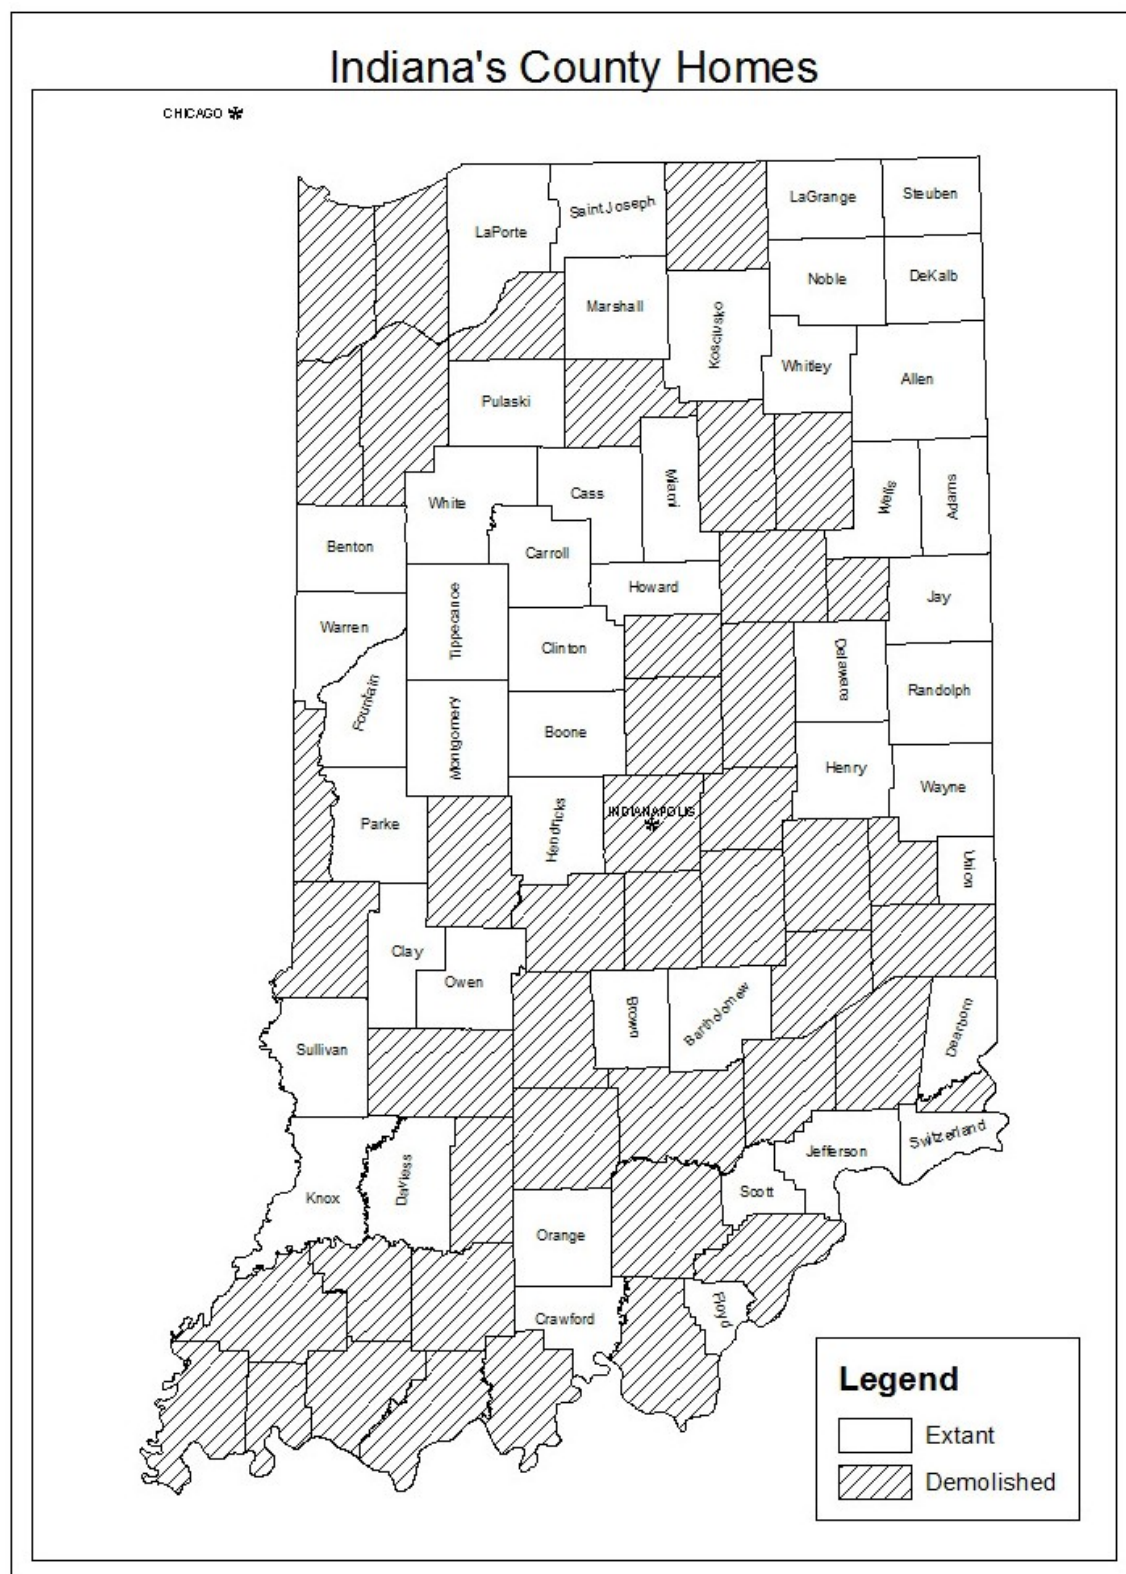 Indiana's County Homes
CHICAGO
LaGrange
Steuben
Saint Joseph
LaPorte
Noble
DeKalb
Marshall
Kosciusko
Whitley
Allen
Pulaski
White
Cass
Miami
Wells
Adams
Benton
Carroll
Howard
Jay
Warren
Tippecanoe
Clinton
Delaware
Randolph
Fountain
Montgomery
Boone
Henry
Wayne
Parke
Hendricks
INDIANAPOLIS
Union
Clay
Owen
Brown
Bartholomew
Dearborn
Sullivan
Switzerland
Jefferson
Knox
Daviess
Scott
Orange
Crawford
Floyd
Legend
Extant
Demolished